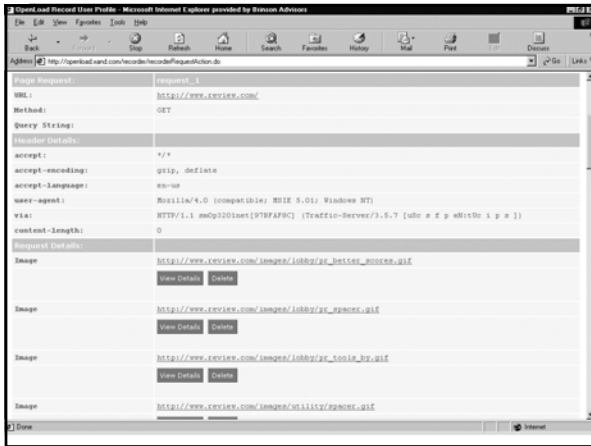 OpenLoad Record User Profile - Microsoft Internet Explorer provided by Brinson Advisors
File Edit View Favorites Tools Help
Back Forward Stop Refresh Home Search Favorites History Mail Print Edit Discuss
Address http://openload.xand.com/recorder/recorderRequestAction.do Go Links
Page Request: request_1
URL: http://www.review.com/
Method: GET
Query String:
Header Details:
accept: */*
accept-encoding: gzip, deflate
accept-language: en-us
user-agent: Mozilla/4.0 (compatible; MSIE 5.01; Windows NT)
via: HTTP/1.1 (Traffic-Server/3.5.7 [uSc s f p eN:tUc i p s ])
content-length: 0
Request Details:
Image http://www.review.com/images/lobby/pr_better_scores.gif
View Details Delete
Image http://www.review.com/images/lobby/pr_spacer.gif
View Details Delete
Image http://www.review.com/images/lobby/pr_tools_by.gif
View Details Delete
Image http://www.review.com/images/utility/spacer.gif
Done Internet